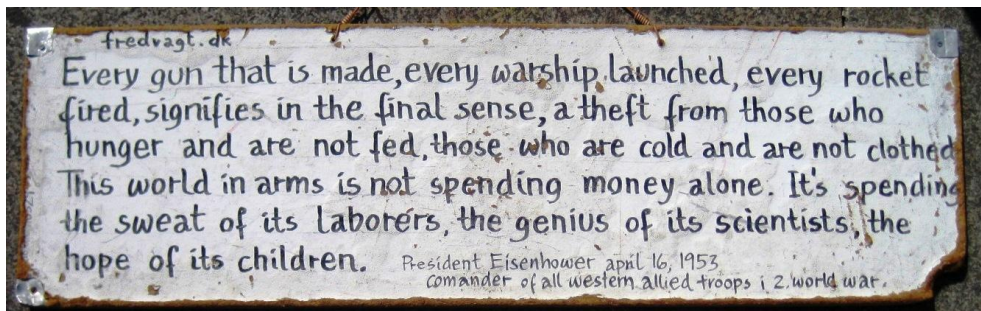 fredvagt.dk
Every gun that is made, every warship launched, every rocket
fired, signifies in the final sense, a theft from those who
hunger and are not fed, those who are cold and are not clothed
This world in arms is not spending money alone. It's spending
the sweat of its laborers, the genius of its scientists, the
hope of its children. President Eisenhower april 16, 1953
comander of all western allied troops i 2. world war.